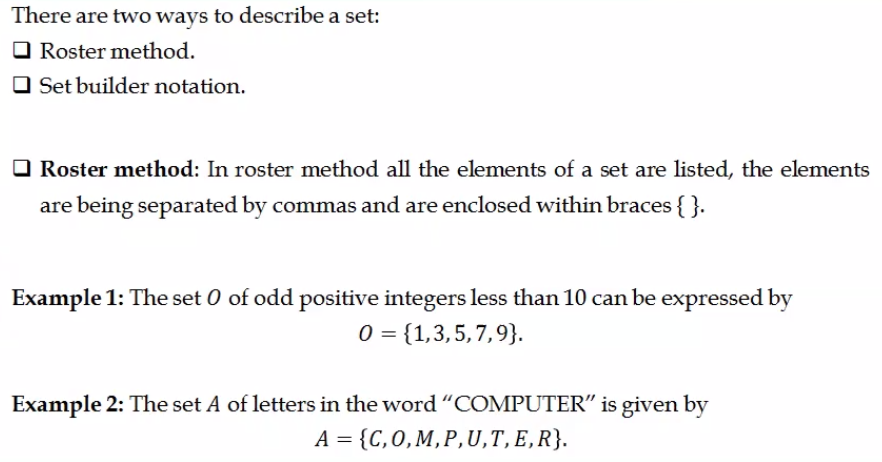 There are two ways to describe a set:
❑ Roster method.
❑ Set builder notation.
❑ Roster method: In roster method all the elements of a set are listed, the elements
are being separated by commas and are enclosed within braces { }.
Example 1: The set O of odd positive integers less than 10 can be expressed by
O = {1,3,5,7,9}.
Example 2: The set A of letters in the word “COMPUTER” is given by
A = {C,O,M,P,U,T,E,R}.